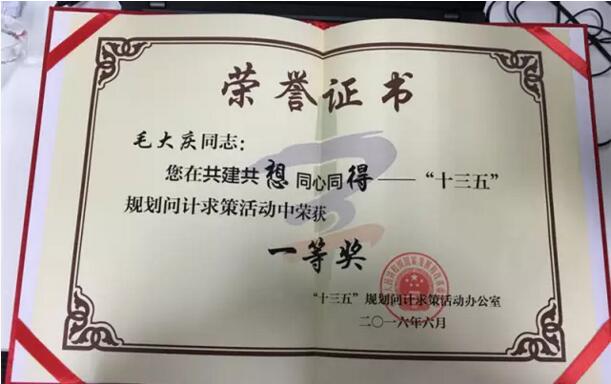 荣誉证书
毛大庆同志：
您在共建共想 同心同得——“十三五”
规划问计求策活动中荣获
一等奖
“十三五”规划问计求策活动办公室
二〇一六年六月